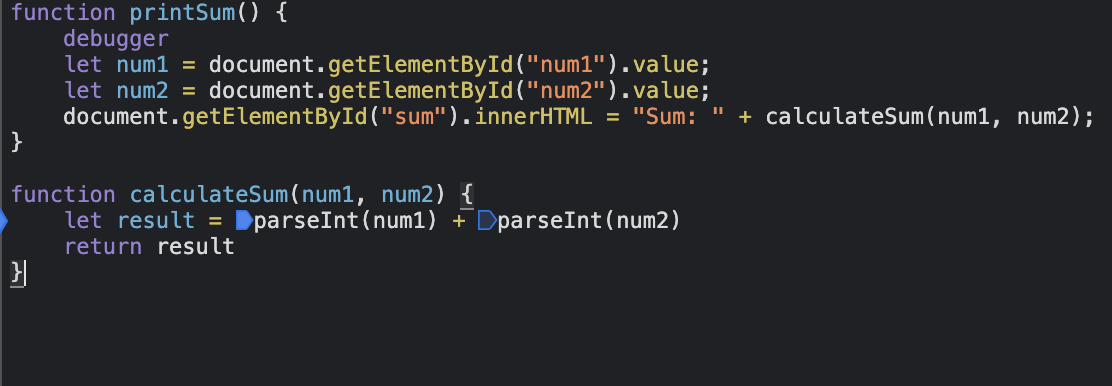 function printSum() {
    debugger
    let num1 = document.getElementById("num1").value;
    let num2 = document.getElementById("num2").value;
    document.getElementById("sum").innerHTML = "Sum: " + calculateSum(num1, num2);
}

function calculateSum(num1, num2) {
    let result = parseInt(num1) + parseInt(num2)
    return result
}